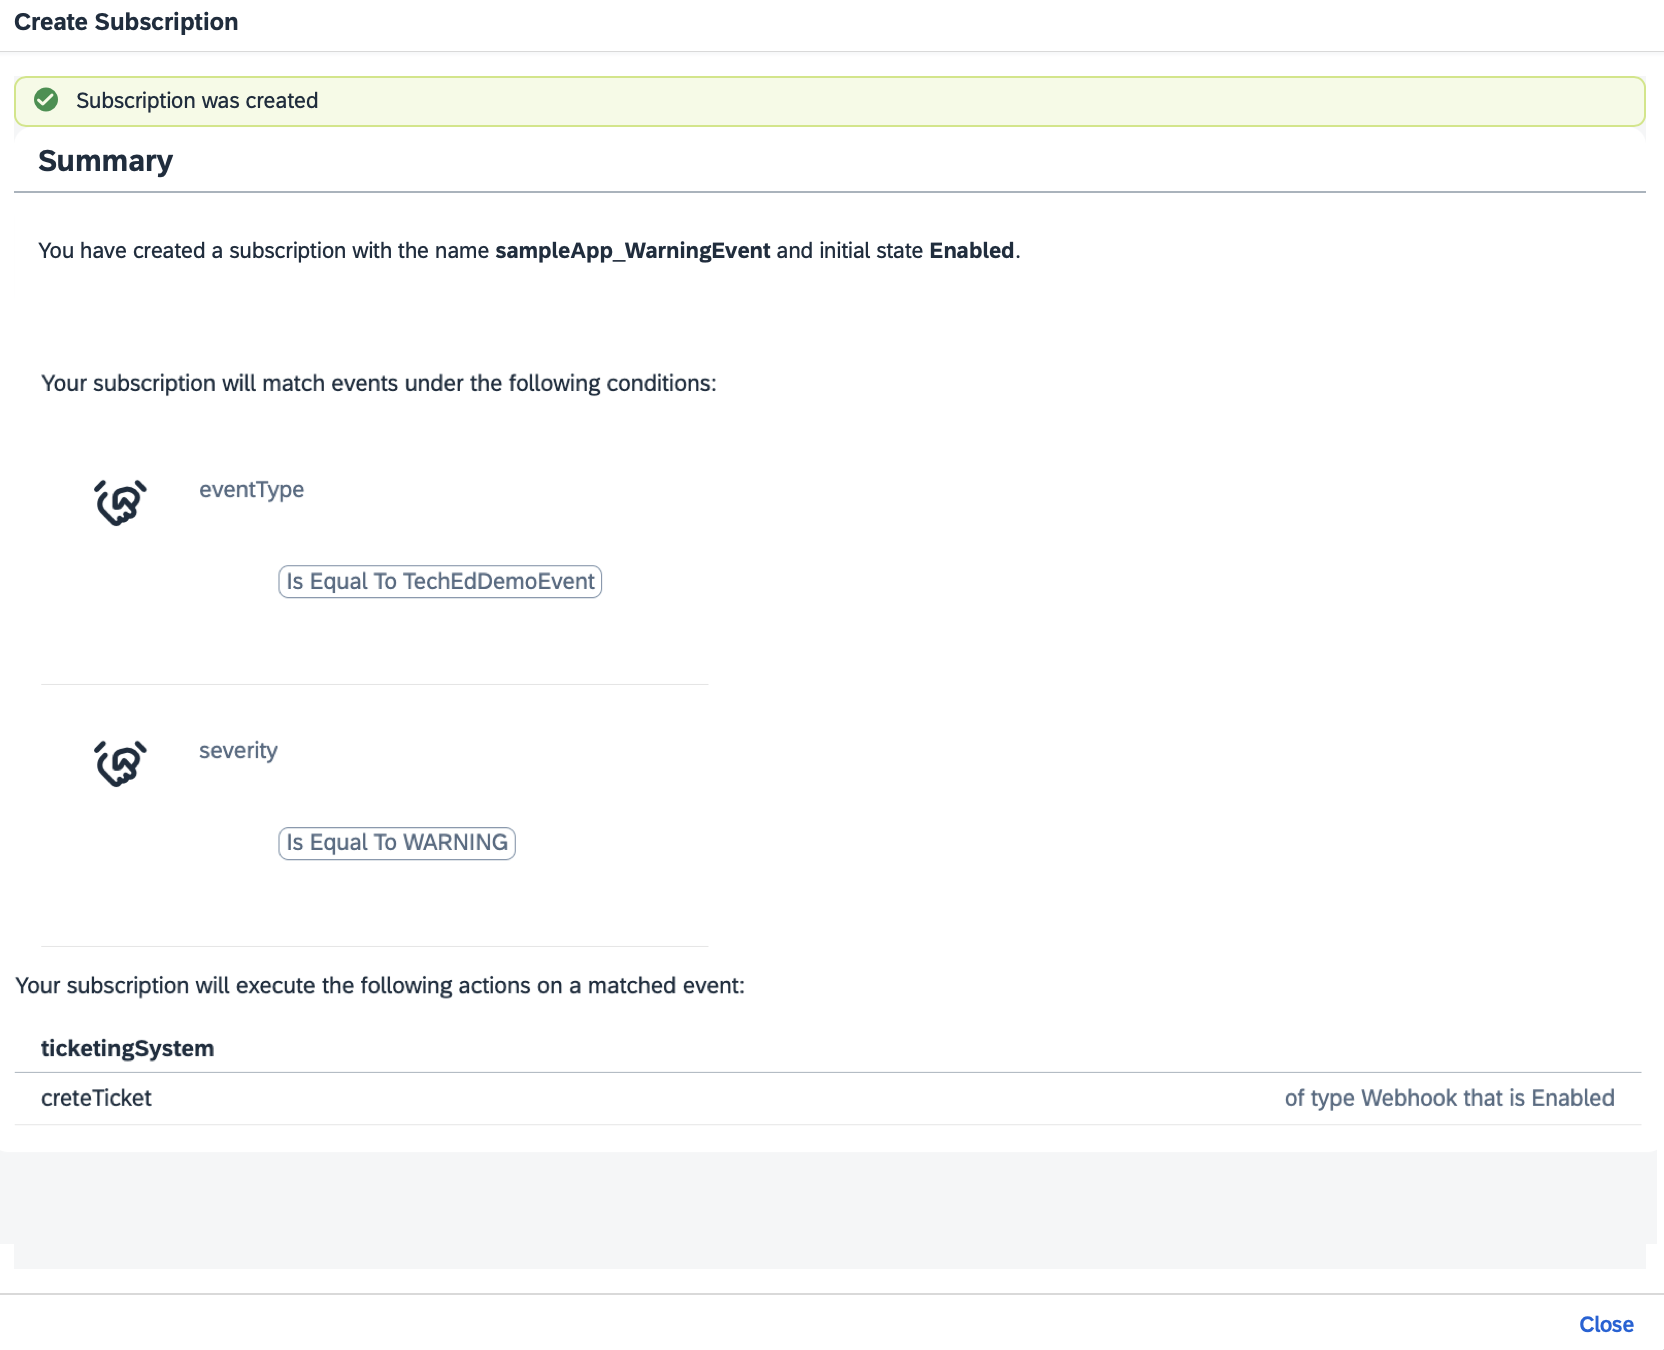 Create Subscription
Subscription was created
Summary
You have created a subscription with the name sampleApp_WarningEvent and initial state Enabled.
Your subscription will match events under the following conditions:
eventType
Is Equal To TechEdDemoEvent
severity
Is Equal To WARNING
Your subscription will execute the following actions on a matched event:
ticketingSystem
creteTicket of type Webhook that is Enabled
Close